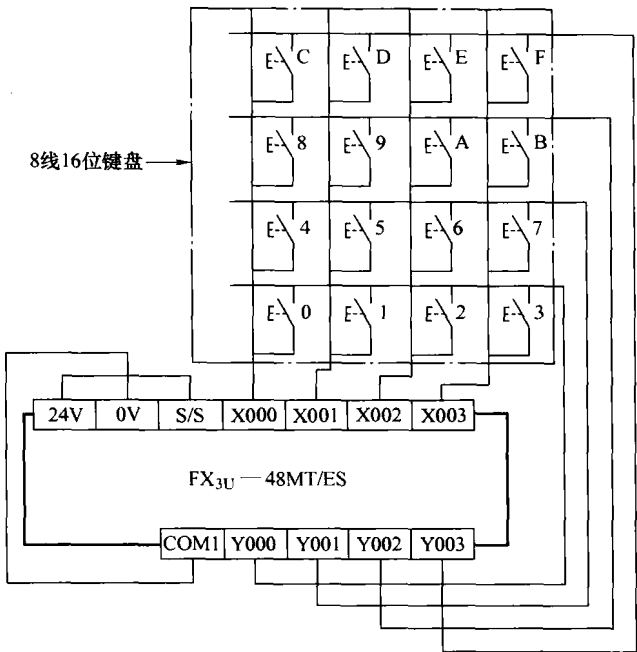 C D E F
8 9 A B
8线16位键盘
4 5 6 7
0 1 2 3
24V 0V S/S X000 X001 X002 X003
FX3U — 48MT/ES
COM1 Y000 Y001 Y002 Y003